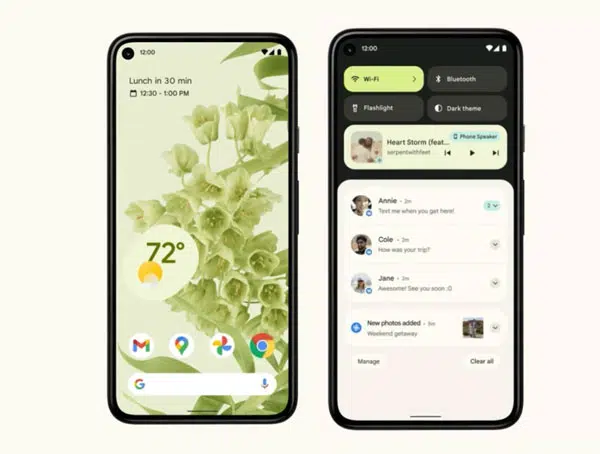 12:00
Lunch in 30 min
12:30 - 1:00 PM
72°
12:00
Wi-Fi
Bluetooth
Flashlight
Dark theme
Phone Speaker
Heart Storm (feat...
serpentwithfeet
Annie • 2m
Text me when you get here!
2
Cole • 2m
How was your trip?
Jane • 2m
Awesome! See you soon :O
New photos added • 5m
Weekend getaway
Manage
Clear all